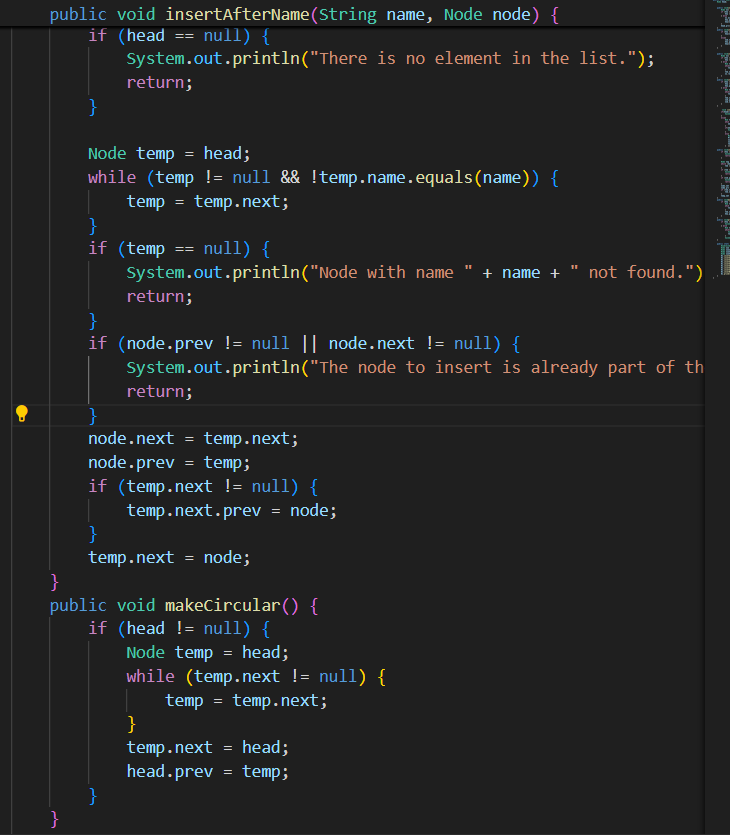 public void insertAfterName(String name, Node node) {
if (head == null) {
System.out.println("There is no element in the list.");
return;
}
Node temp = head;
while (temp != null && !temp.name.equals(name)) {
temp = temp.next;
}
if (temp == null) {
System.out.println("Node with name " + name + " not found.")
return;
}
if (node.prev != null || node.next != null) {
System.out.println("The node to insert is already part of th
return;
}
node.next = temp.next;
node.prev = temp;
if (temp.next != null) {
temp.next.prev = node;
}
temp.next = node;
}
public void makeCircular() {
if (head != null) {
Node temp = head;
while (temp.next != null) {
temp = temp.next;
}
temp.next = head;
head.prev = temp;
}
}